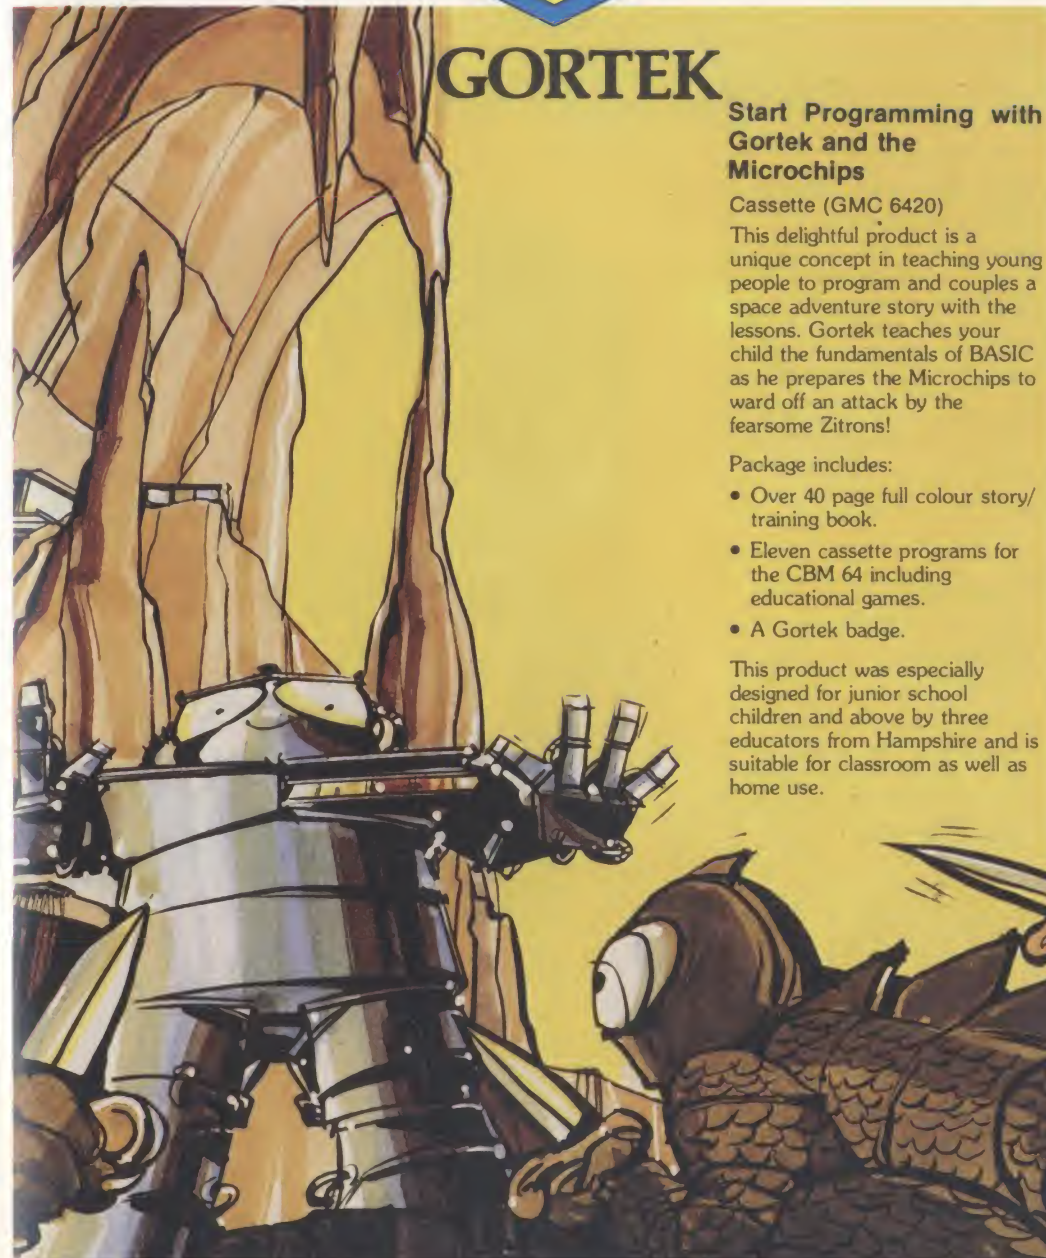 GORTEK
Start Programming with
Gortek and the
Microchips
Cassette (GMC 6420)
This delightful product is a
unique concept in teaching young
people to program and couples a
space adventure story with the
lessons. Gortek teaches your
child the fundamentals of BASIC
as he prepares the Microchips to
ward off an attack by the
fearsome Zitrons!
Package includes:
• Over 40 page full colour story/
training book.
• Eleven cassette programs for
the CBM 64 including
educational games.
• A Gortek badge.
This product was especially
designed for junior school
children and above by three
educators from Hampshire and is
suitable for classroom as well as
home use.